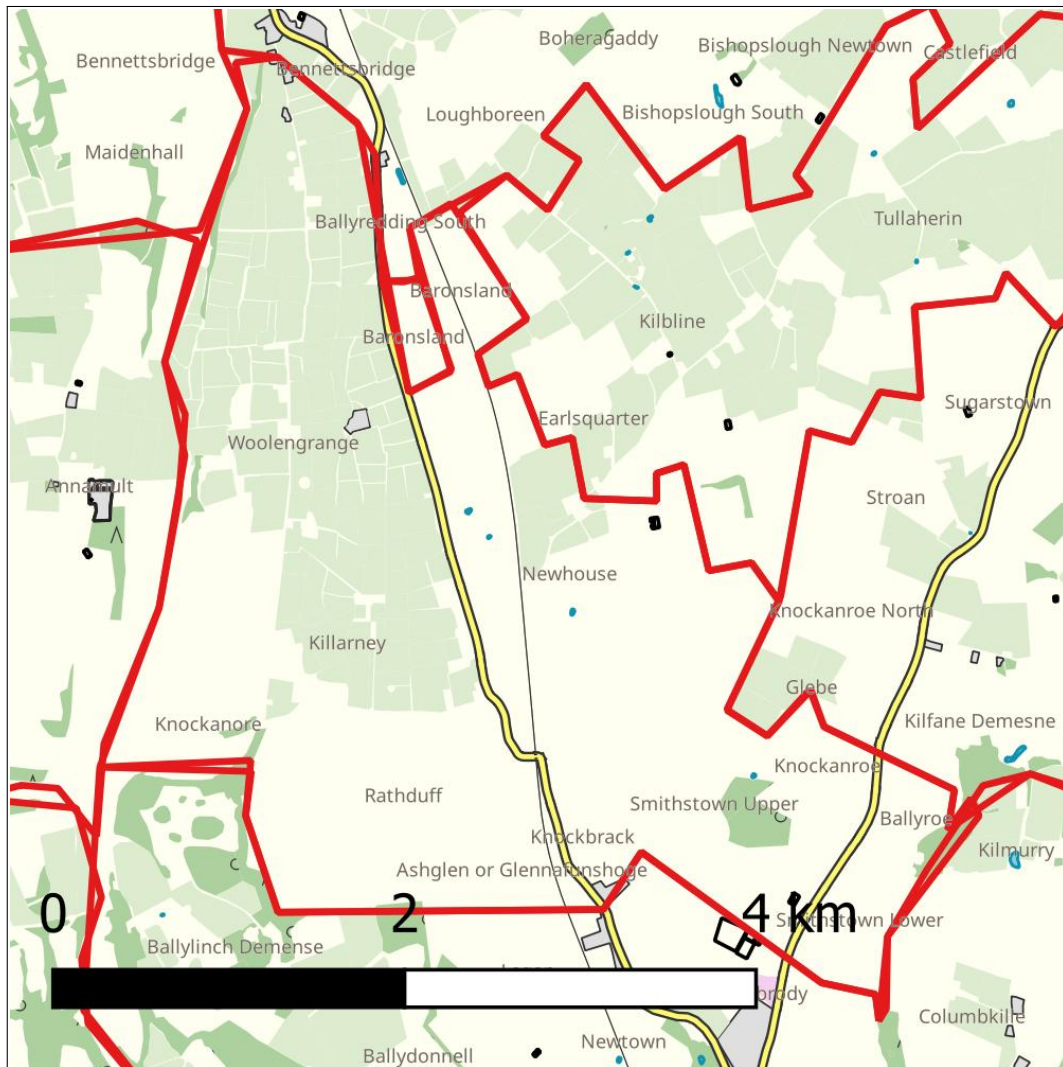 Boheragaddy
Bishopslough Newtown
Castlefield
Bennettsbridge
Bennettsbridge
Loughboreen
Bishopslough South
Maidenhall
Ballyredding South
Tullaherin
Baronsland
Kilbline
Baronsland
Sugarstown
Earlsquarter
Woolengrange
Annamult
Stroan
Newhouse
Knockanroe North
Killarney
Glebe
Knockanore
Kilfane Demesne
Knockanroe
Rathduff
Smithstown Upper
Ballyroe
Knockbrack
Kilmurry
Ashglen or Glennafunshoge
0
2
4 km
Smithstown Lower
Ballylinch Demense
Columbkille
Newtown
Ballydonnell